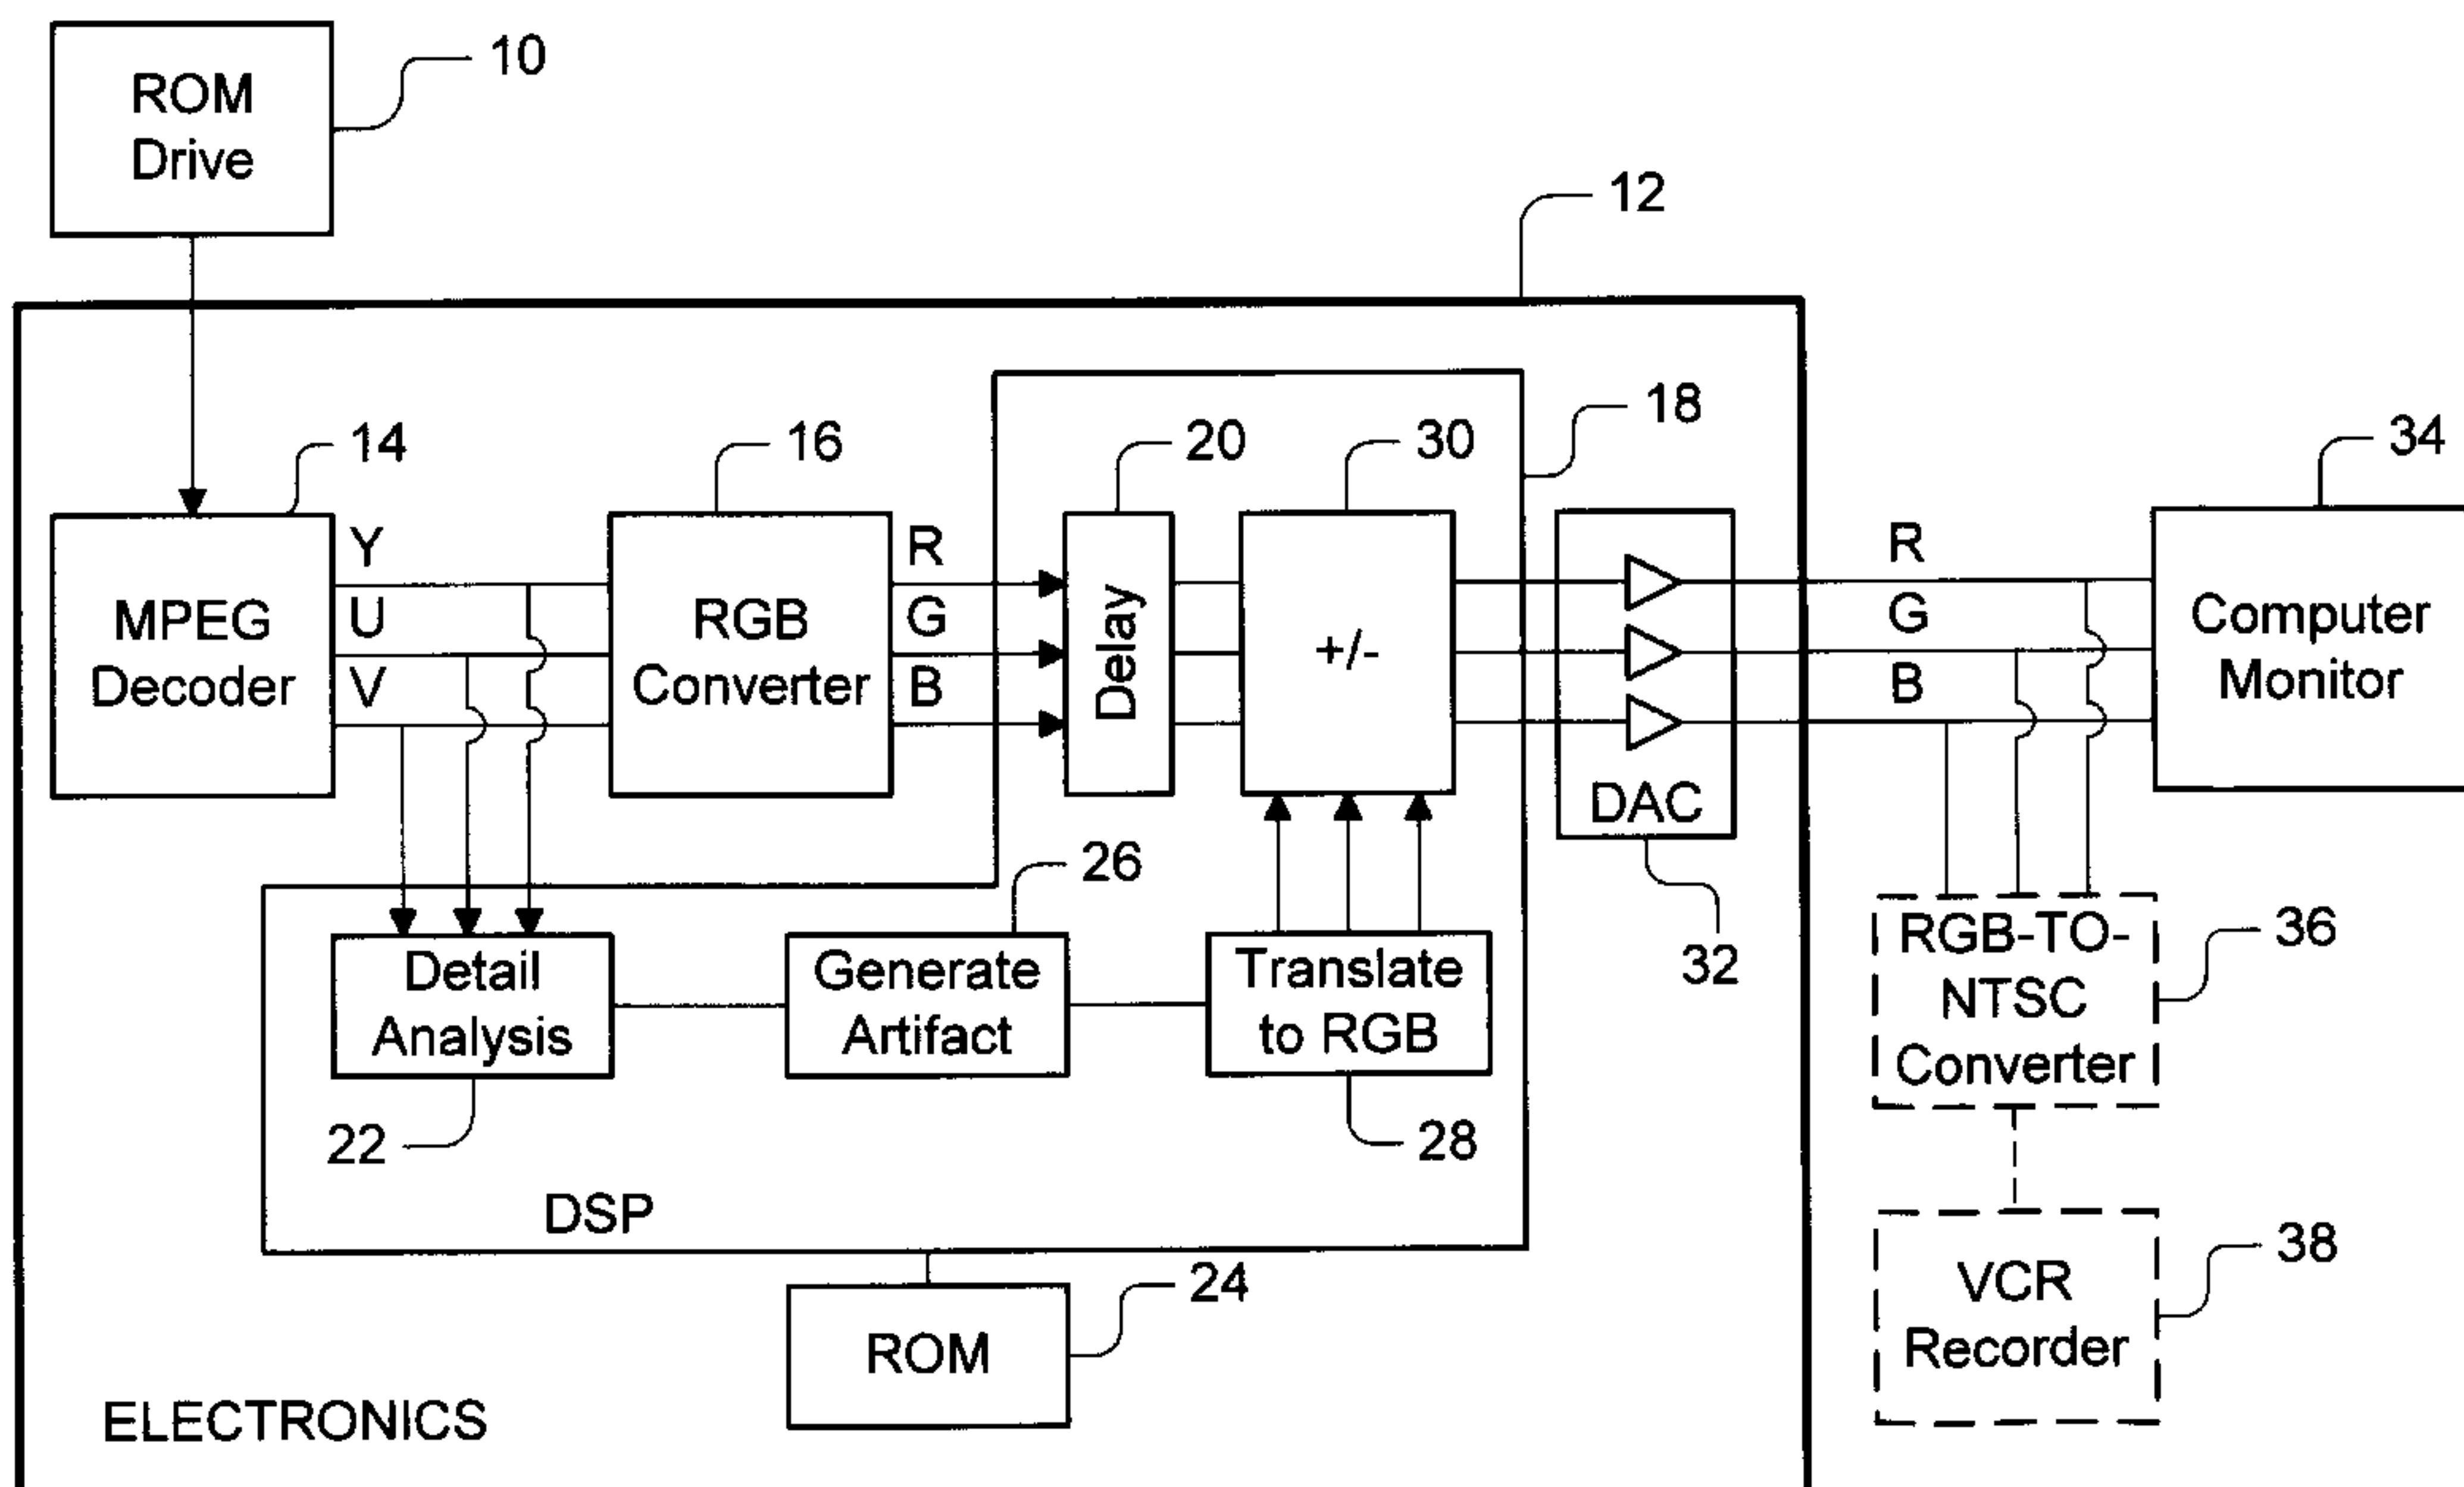 10
ROM
Drive
12
18
14
16
20
30
34
Y
U
V
MPEG
Decoder
RGB
Converter
R
G
B
Delay
+/-
DAC
R
G
B
Computer
Monitor
26
32
Detail
Analysis
Generate
Artifact
Translate
to RGB
RGB-TO-
NTSC
Converter
36
22
28
DSP
24
ROM
VCR
Recorder
38
ELECTRONICS